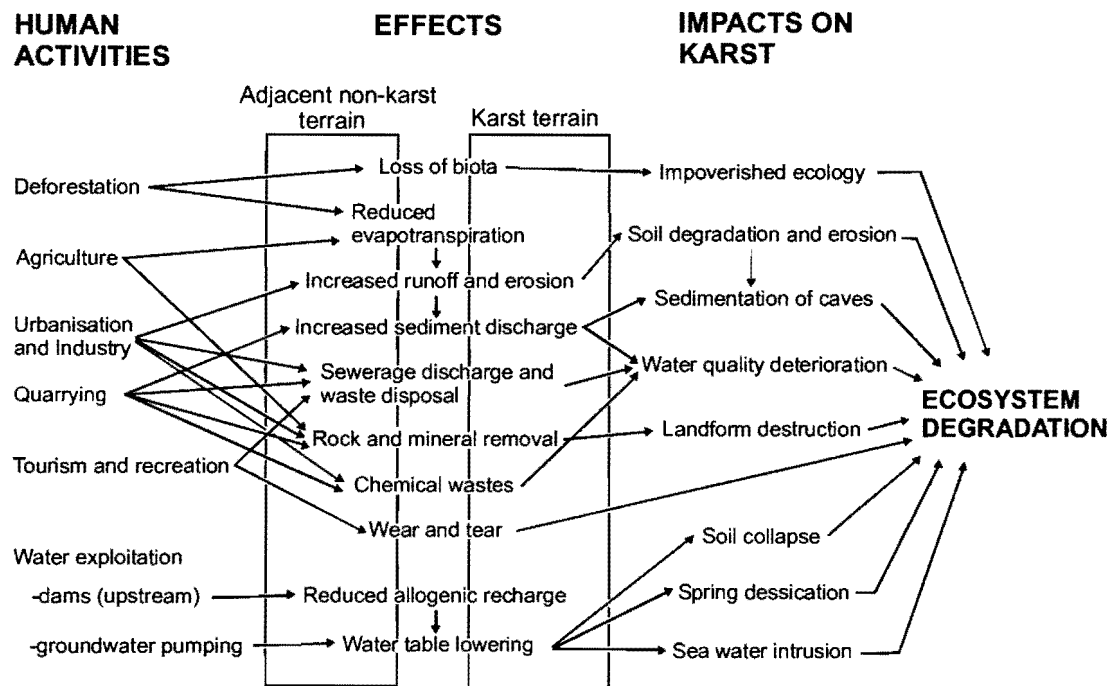 HUMAN
ACTIVITIES
EFFECTS
IMPACTS ON
KARST
Adjacent non-karst
terrain
Karst terrain
Deforestation
Agriculture
Urbanisation
and Industry
Quarrying
Tourism and recreation
Water exploitation
-dams (upstream)
-groundwater pumping
Loss of biota
Reduced
evapotranspiration
Increased runoff and erosion
Increased sediment discharge
Sewerage discharge and
waste disposal
Rock and mineral removal
Chemical wastes
Wear and tear
Reduced allogenic recharge
Water table lowering
Impoverished ecology
Soil degradation and erosion
Sedimentation of caves
Water quality deterioration
Landform destruction
Soil collapse
Spring dessication
Sea water intrusion
ECOSYSTEM
DEGRADATION